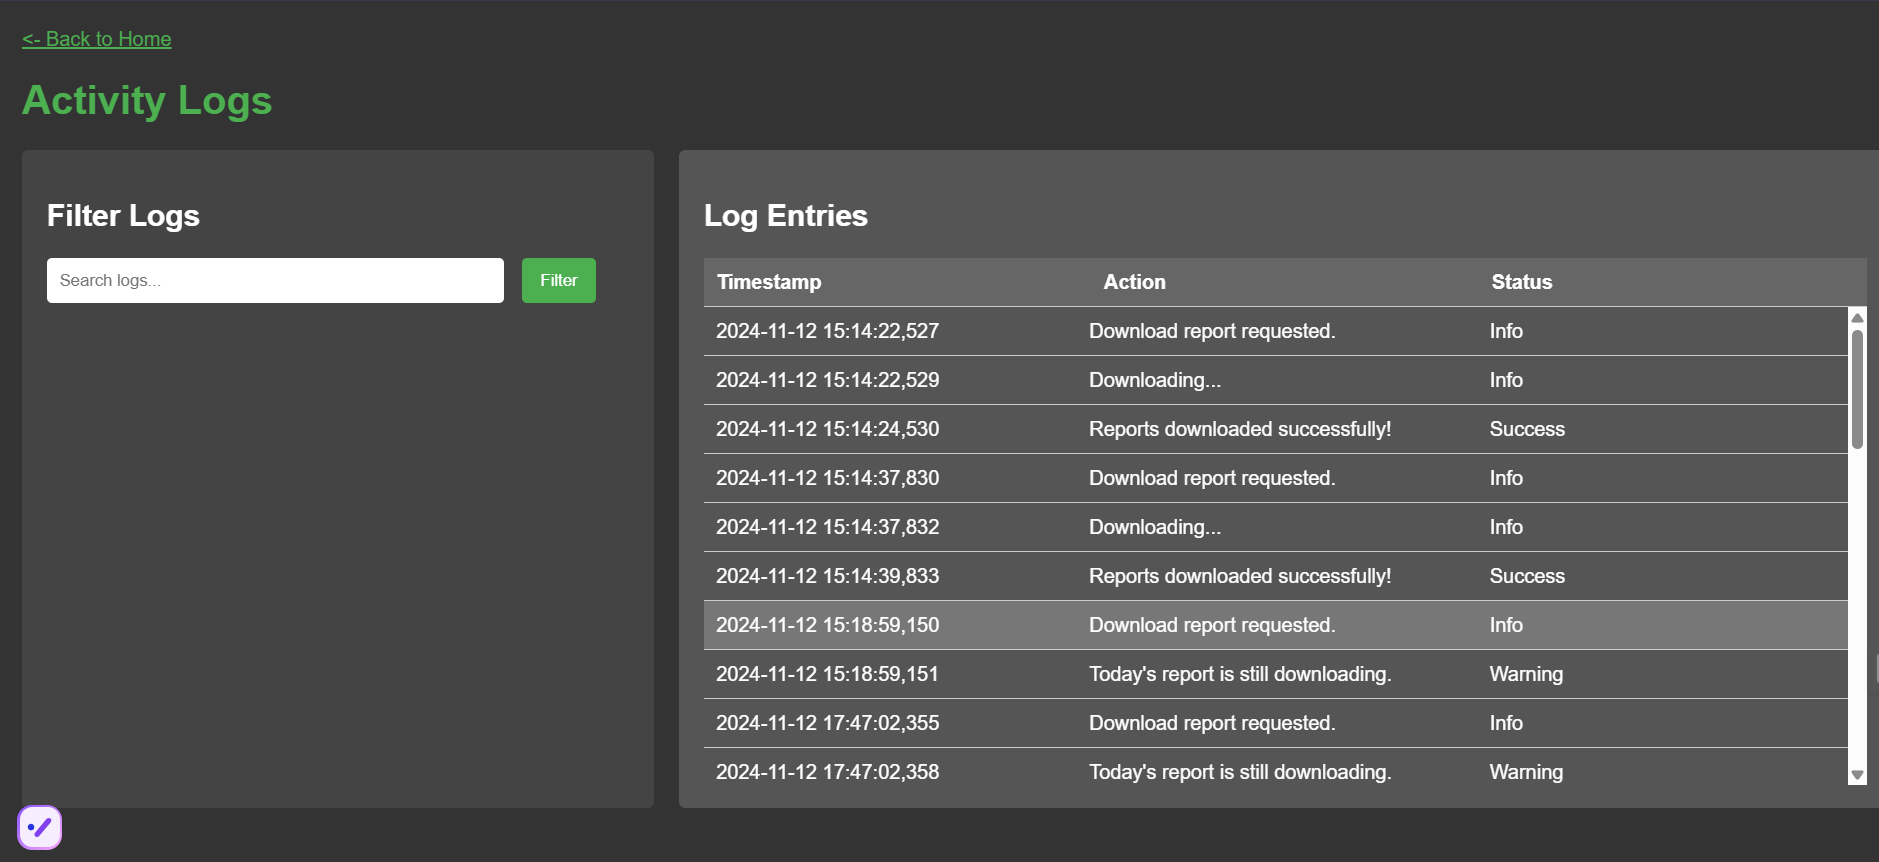 <- Back to Home
Activity Logs
Filter Logs
Search logs...
Filter
Log Entries
Timestamp Action Status
2024-11-12 15:14:22,527 Download report requested. Info
2024-11-12 15:14:22,529 Downloading... Info
2024-11-12 15:14:24,530 Reports downloaded successfully! Success
2024-11-12 15:14:37,830 Download report requested. Info
2024-11-12 15:14:37,832 Downloading... Info
2024-11-12 15:14:39,833 Reports downloaded successfully! Success
2024-11-12 15:18:59,150 Download report requested. Info
2024-11-12 15:18:59,151 Today's report is still downloading. Warning
2024-11-12 17:47:02,355 Download report requested. Info
2024-11-12 17:47:02,358 Today's report is still downloading. Warning